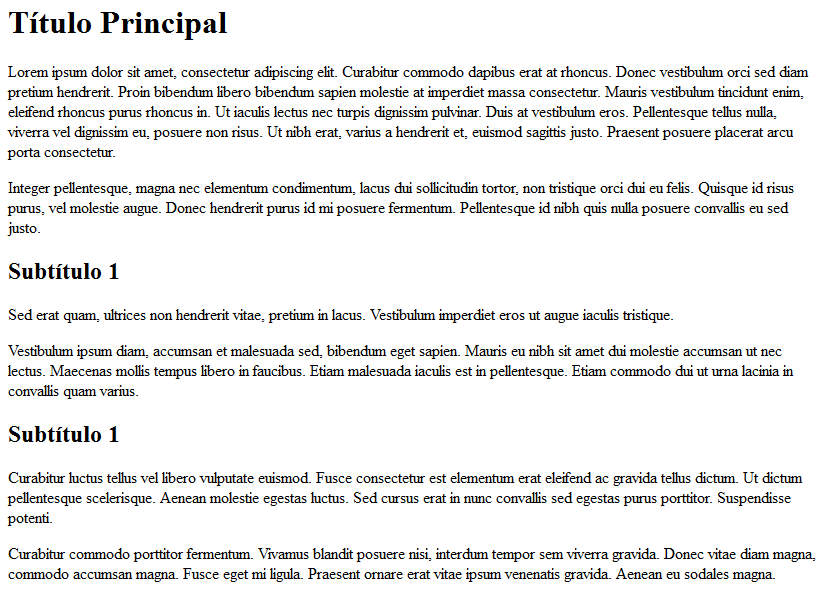 Título Principal
Lorem ipsum dolor sit amet, consectetur adipiscing elit. Curabitur commodo dapibus erat at rhoncus. Donec vestibulum orci sed diam
pretium hendrerit. Proin bibendum libero bibendum sapien molestie at imperdiet massa consectetur. Mauris vestibulum tincidunt enim,
eleifend rhoncus purus rhoncus in. Ut iaculis lectus nec turpis dignissim pulvinar. Duis at vestibulum eros. Pellentesque tellus nulla,
viverra vel dignissim eu, posuere non risus. Ut nibh erat, varius a hendrerit et, euismod sagittis justo. Praesent posuere placerat arcu
porta consectetur.
Integer pellentesque, magna nec elementum condimentum, lacus dui sollicitudin tortor, non tristique orci dui eu felis. Quisque id risus
purus, vel molestie augue. Donec hendrerit purus id mi posuere fermentum. Pellentesque id nibh quis nulla posuere convallis eu sed
justo.
Subtítulo 1
Sed erat quam, ultrices non hendrerit vitae, pretium in lacus. Vestibulum imperdiet eros ut augue iaculis tristique.
Vestibulum ipsum diam, accumsan et malesuada sed, bibendum eget sapien. Mauris eu nibh sit amet dui molestie accumsan ut nec
lectus. Maecenas mollis tempus libero in faucibus. Etiam malesuada iaculis est in pellentesque. Etiam commodo dui ut urna lacinia in
convallis quam varius.
Subtítulo 1
Curabitur luctus tellus vel libero vulputate euismod. Fusce consectetur est elementum erat eleifend ac gravida tellus dictum. Ut dictum
pellentesque scelerisque. Aenean molestie egestas luctus. Sed cursus erat in nunc convallis sed egestas purus porttitor. Suspendisse
potenti.
Curabitur commodo porttitor fermentum. Vivamus blandit posuere nisi, interdum tempor sem viverra gravida. Donec vitae diam magna,
commodo accumsan magna. Fusce eget mi ligula. Praesent ornare erat vitae ipsum venenatis gravida. Aenean eu sodales magna.